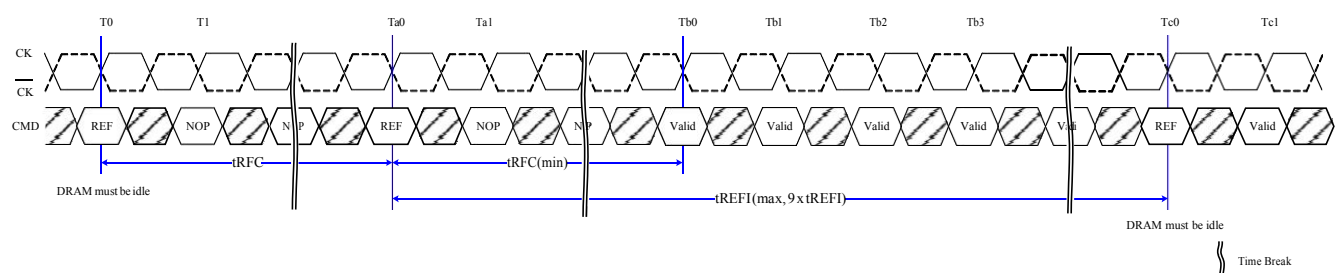 T0 T1 Ta0 Ta1 Tb0 Tb1 Tb2 Tb3 Tc0 Tc1
CK
CK
CMD REF NOP NOP REF NOP NOP Valid Valid Valid Valid Valid REF Valid
tRFC tRFC(min)
DRAM must be idle
tREFI(max, 9 x tREFI)
DRAM must be idle
Time Break